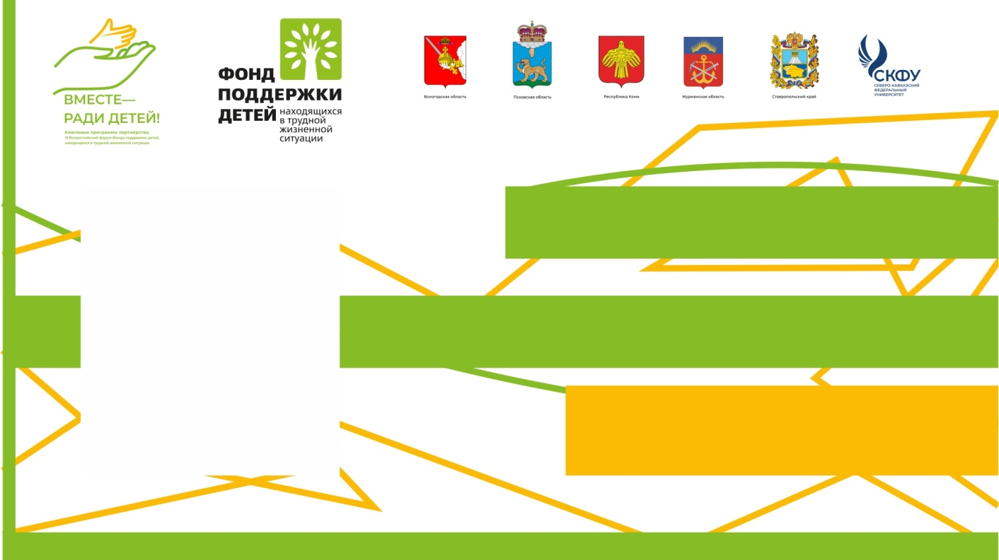 ВМЕСТЕ—
РАДИ ДЕТЕЙ!
Ключевые программы партнёрства.
III Всероссийский форум Фонда поддержки детей,
находящихся в трудной жизненной ситуации
ФОНД
ПОДДЕРЖКИ
ДЕТЕЙ находящихся
в трудной
жизненной
ситуации
Вологодская область
Псковская область
Республика Коми
Мурманская область
Ставропольский край
СКФУ
СЕВЕРО-КАВКАЗСКИЙ
ФЕДЕРАЛЬНЫЙ
УНИВЕРСИТЕТ